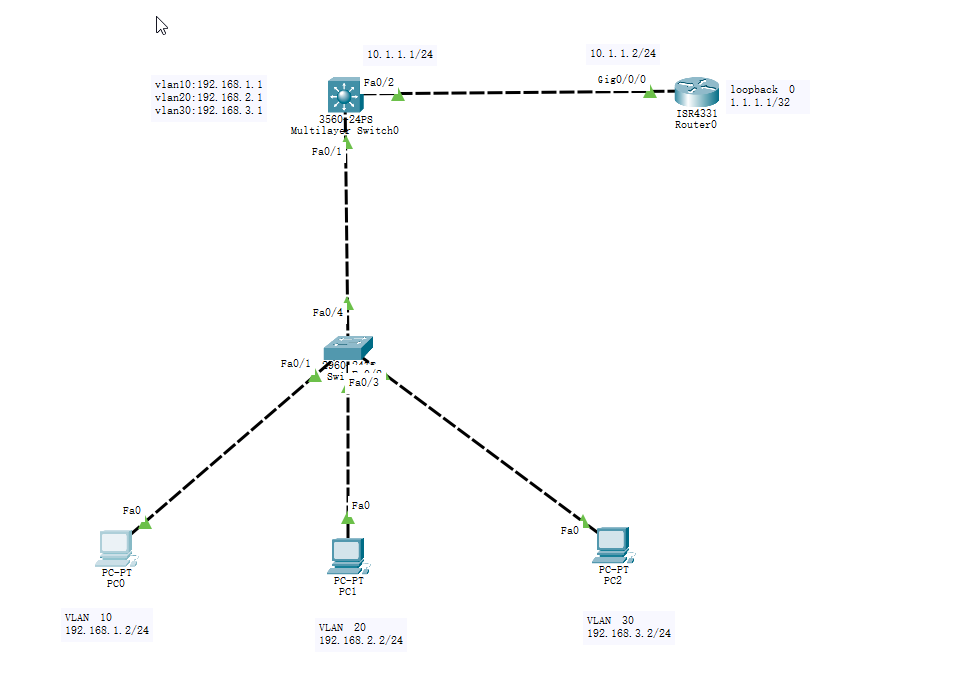 10.1.1.1/24
10.1.1.2/24
vlan10:192.168.1.1
vlan20:192.168.2.1
vlan30:192.168.3.1
Fa0/2
Gig0/0/0
loopback 0
1.1.1.1/32
3560-24PS
Multilayer Switch0
ISR4331
Router0
Fa0/1
Fa0/4
Fa0/1
Fa0/3
Fa0
PC-PT
PC0
Fa0
PC-PT
PC1
Fa0
PC-PT
PC2
VLAN 10
192.168.1.2/24
VLAN 20
192.168.2.2/24
VLAN 30
192.168.3.2/24